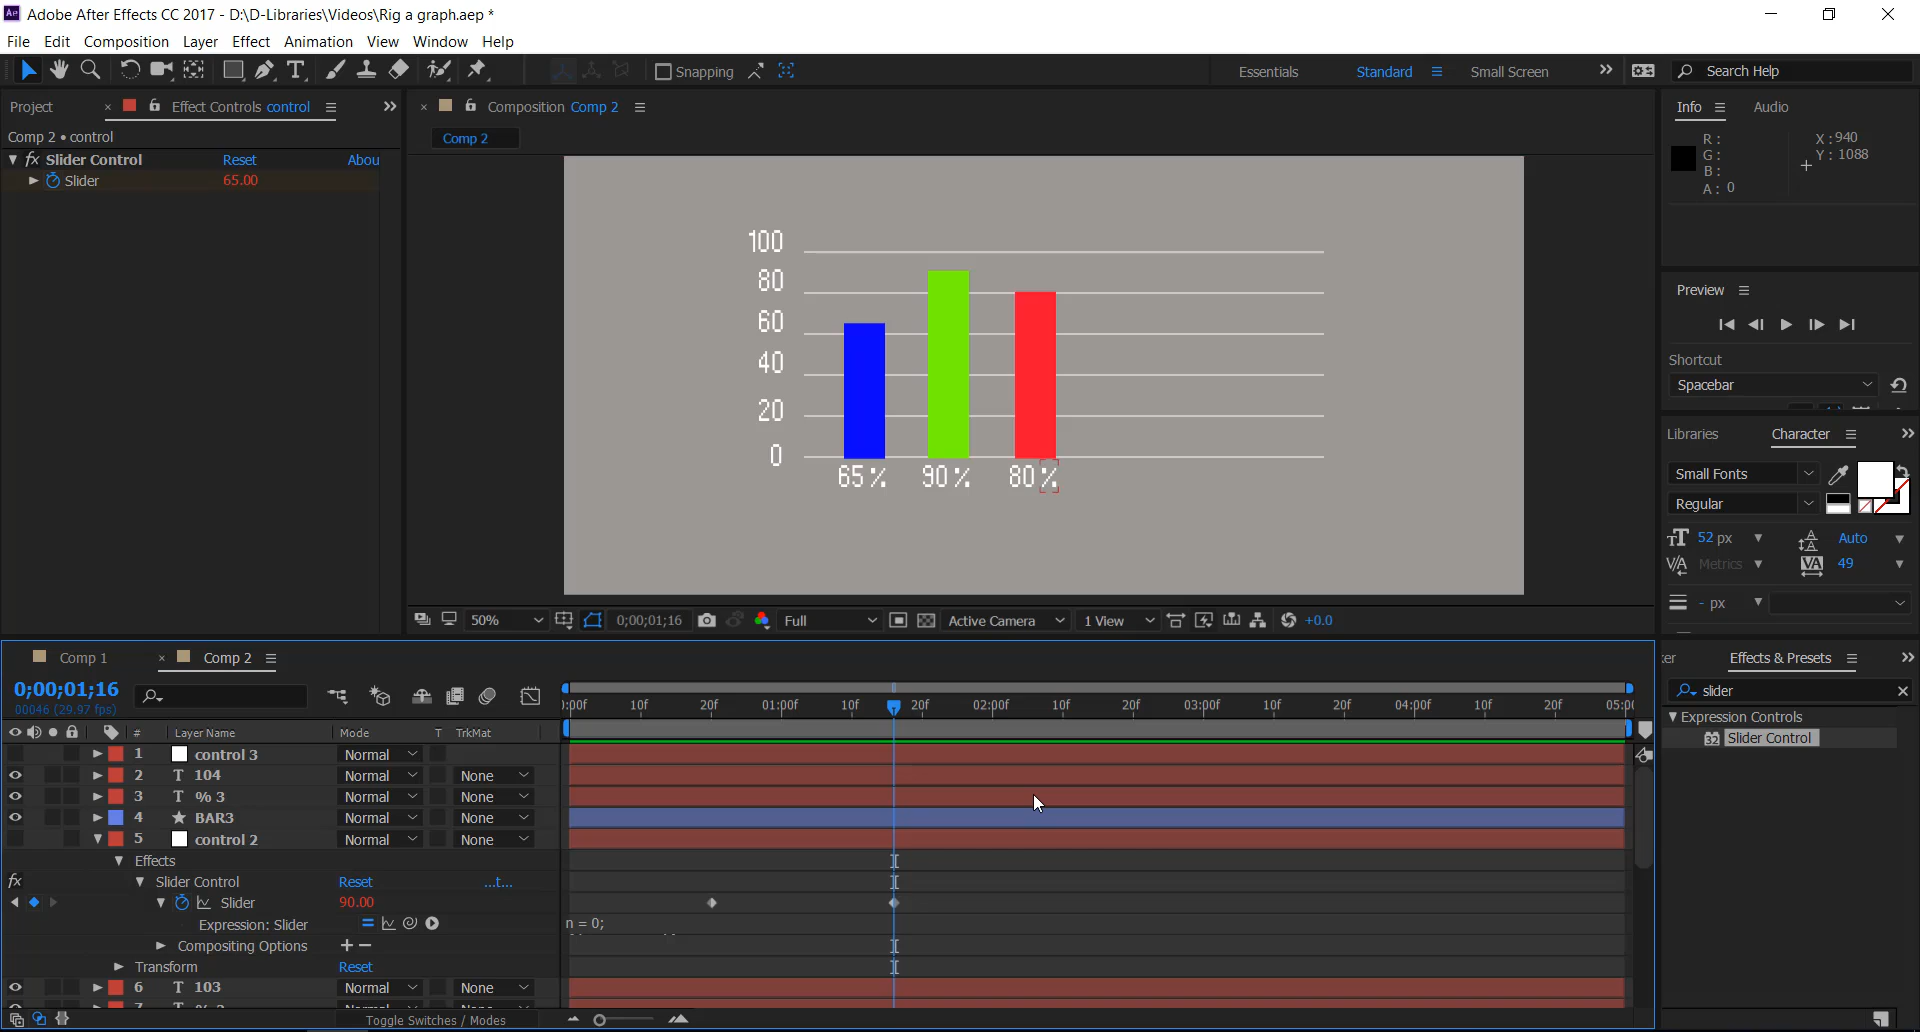 Adobe After Effects CC 2017 - D:\D-Libraries\Videos\Rig a graph.aep *
File Edit Composition Layer Effect Animation View Window Help
Snapping
Essentials Standard Small Screen
Search Help
Project
Effect Controls control
Composition Comp 2
Info Audio
Comp 2 • control
Comp 2
fx Slider Control Reset Abou
Slider 65.00
R :
G :
B :
A : 0
X : 940
Y : 1088
100
80
60
40
20
0
65%
90%
80%
Preview
Shortcut
Spacebar
Libraries Character
Small Fonts
Regular
52 px Auto
Metrics 49
- px
50% 0;00;01;16 Full Active Camera 1 View +0.0
Comp 1
Comp 2
ker Effects & Presets
0;00;01;16
00046 (29.97 fps)
slider
Expression Controls
32 Slider Control
):00f 10f 20f 01:00f 10f 20f 02:00f 10f 20f 03:00f 10f 20f 04:00f 10f 20f 05:0(
# Layer Name Mode T TrkMat
1 control 3 Normal
2 T 104 Normal None
3 T % 3 Normal None
4 BAR3 Normal None
5 control 2 Normal None
Effects
fx Slider Control Reset ...t...
Slider 90.00
Expression: Slider
n = 0;
Compositing Options
Transform Reset
6 T 103 Normal None
Toggle Switches / Modes